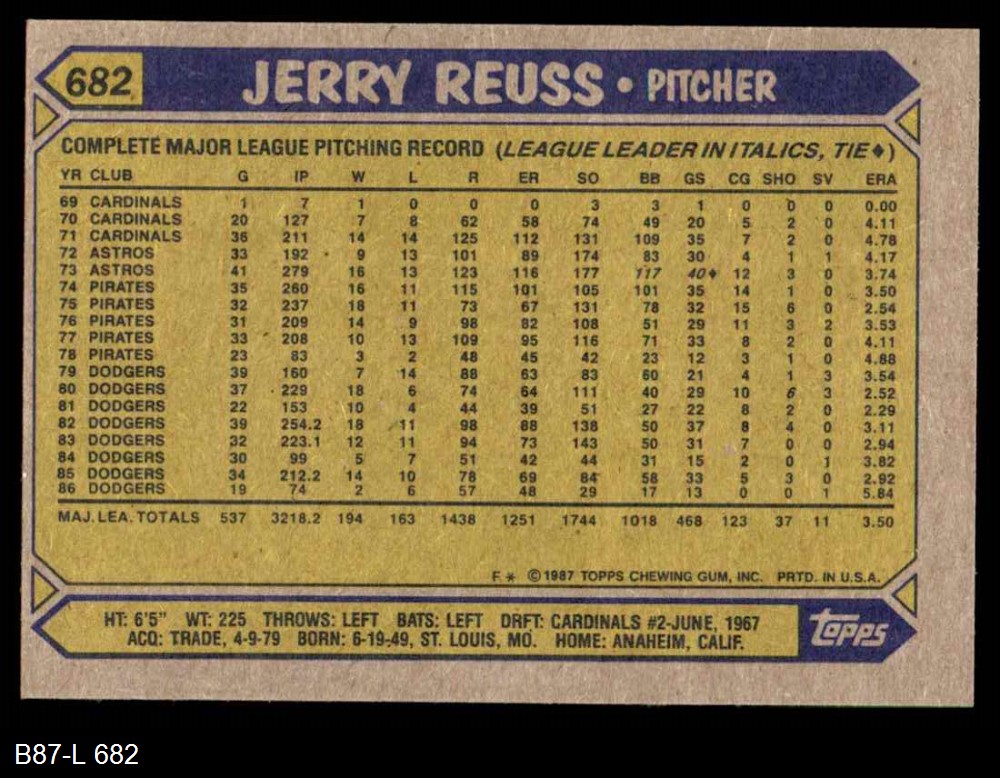 682 JERRY REUSS • PITCHER
COMPLETE MAJOR LEAGUE PITCHING RECORD (LEAGUE LEADER IN ITALICS, TIE♦)
YR CLUB G IP W L R ER SO BB GS CG SHO SV ERA
69 CARDINALS 1 7 1 0 0 0 3 3 1 0 0 0 0.00
70 CARDINALS 20 127 7 8 62 58 74 49 20 5 2 0 4.11
71 CARDINALS 36 211 14 14 125 112 131 109 35 7 2 0 4.78
72 ASTROS 33 192 9 13 101 89 174 83 30 4 1 1 4.17
73 ASTROS 41 279 16 13 123 116 177 117 40♦ 12 3 0 3.74
74 PIRATES 35 260 16 11 115 101 105 101 35 14 1 0 3.50
75 PIRATES 32 237 18 11 73 67 131 78 32 15 6 0 2.54
76 PIRATES 31 209 14 9 98 82 108 51 29 11 3 2 3.53
77 PIRATES 33 208 10 13 109 95 116 71 33 8 2 0 4.11
78 PIRATES 23 83 3 2 48 45 42 23 12 3 1 0 4.88
79 DODGERS 39 160 7 14 88 63 83 60 21 4 1 3 3.54
80 DODGERS 37 229 18 6 74 64 111 40 29 10 6 3 2.52
81 DODGERS 22 153 10 4 44 39 51 27 22 8 2 0 2.29
82 DODGERS 39 254.2 18 11 98 88 138 50 37 8 4 0 3.11
83 DODGERS 32 223.1 12 11 94 73 143 50 31 7 0 0 2.94
84 DODGERS 30 99 5 7 51 42 44 31 15 2 0 1 3.82
85 DODGERS 34 212.2 14 10 78 69 84 58 33 5 3 0 2.92
86 DODGERS 19 74 2 6 57 48 29 17 13 0 0 1 5.84
MAJ. LEA. TOTALS 537 3218.2 194 163 1438 1251 1744 1018 468 123 37 11 3.50
F * ©1987 TOPPS CHEWING GUM, INC. PRTD. IN U.S.A.
HT: 6'5" WT: 225 THROWS: LEFT BATS: LEFT DRFT: CARDINALS #2-JUNE, 1967
ACQ: TRADE, 4-9-79 BORN: 6-19-49, ST. LOUIS, MO. HOME: ANAHEIM, CALIF.
topps
B87-L 682